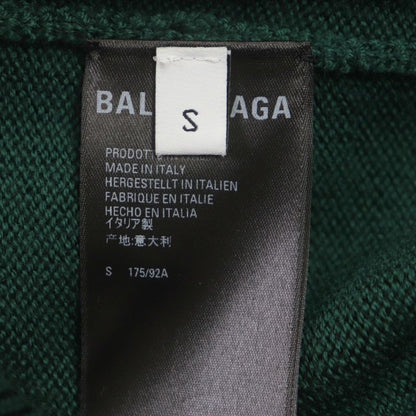 BAL
S
AGA
PRODOTT
MADE IN ITALY
HERGESTELLT IN ITALIEN
FABRIQUE EN ITALIE
HECHO EN ITALIA
イタリア製
产地:意大利
S 175/92A